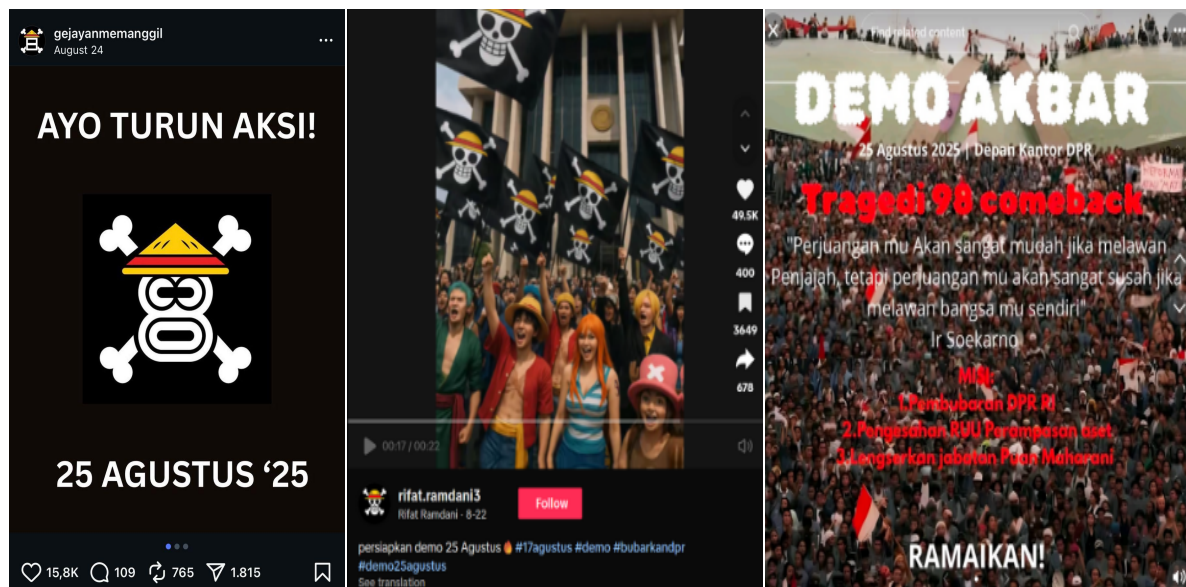 gejayanmemanggil
August 24
AYO TURUN AKSI!
25 AGUSTUS ‘25
15,8K 109 765 1.815
49.5K
400
3649
678
00:17 / 00:22
rifat.ramdani3
Rifat Ramdani · 8-22
Follow
persiapkan demo 25 Agustus🔥 #17agustus #demo #bubarkandpr
#demo25agustus
See translation
Find related content
DEMO AKBAR
25 Agustus 2025 | Depan Kantor DPR
Tragedi 98 comeback
"Perjuangan mu Akan sangat mudah jika melawan
Penjajah, tetapi perjuangan mu akan sangat susah jika
melawan bangsa mu sendiri"
Ir Soekarno
MISI:
1.Pembubaran DPR RI
2.Pengesahan RUU Perampasan aset
3.Lengserkan jabatan Puan Maharani
RAMAIKAN!